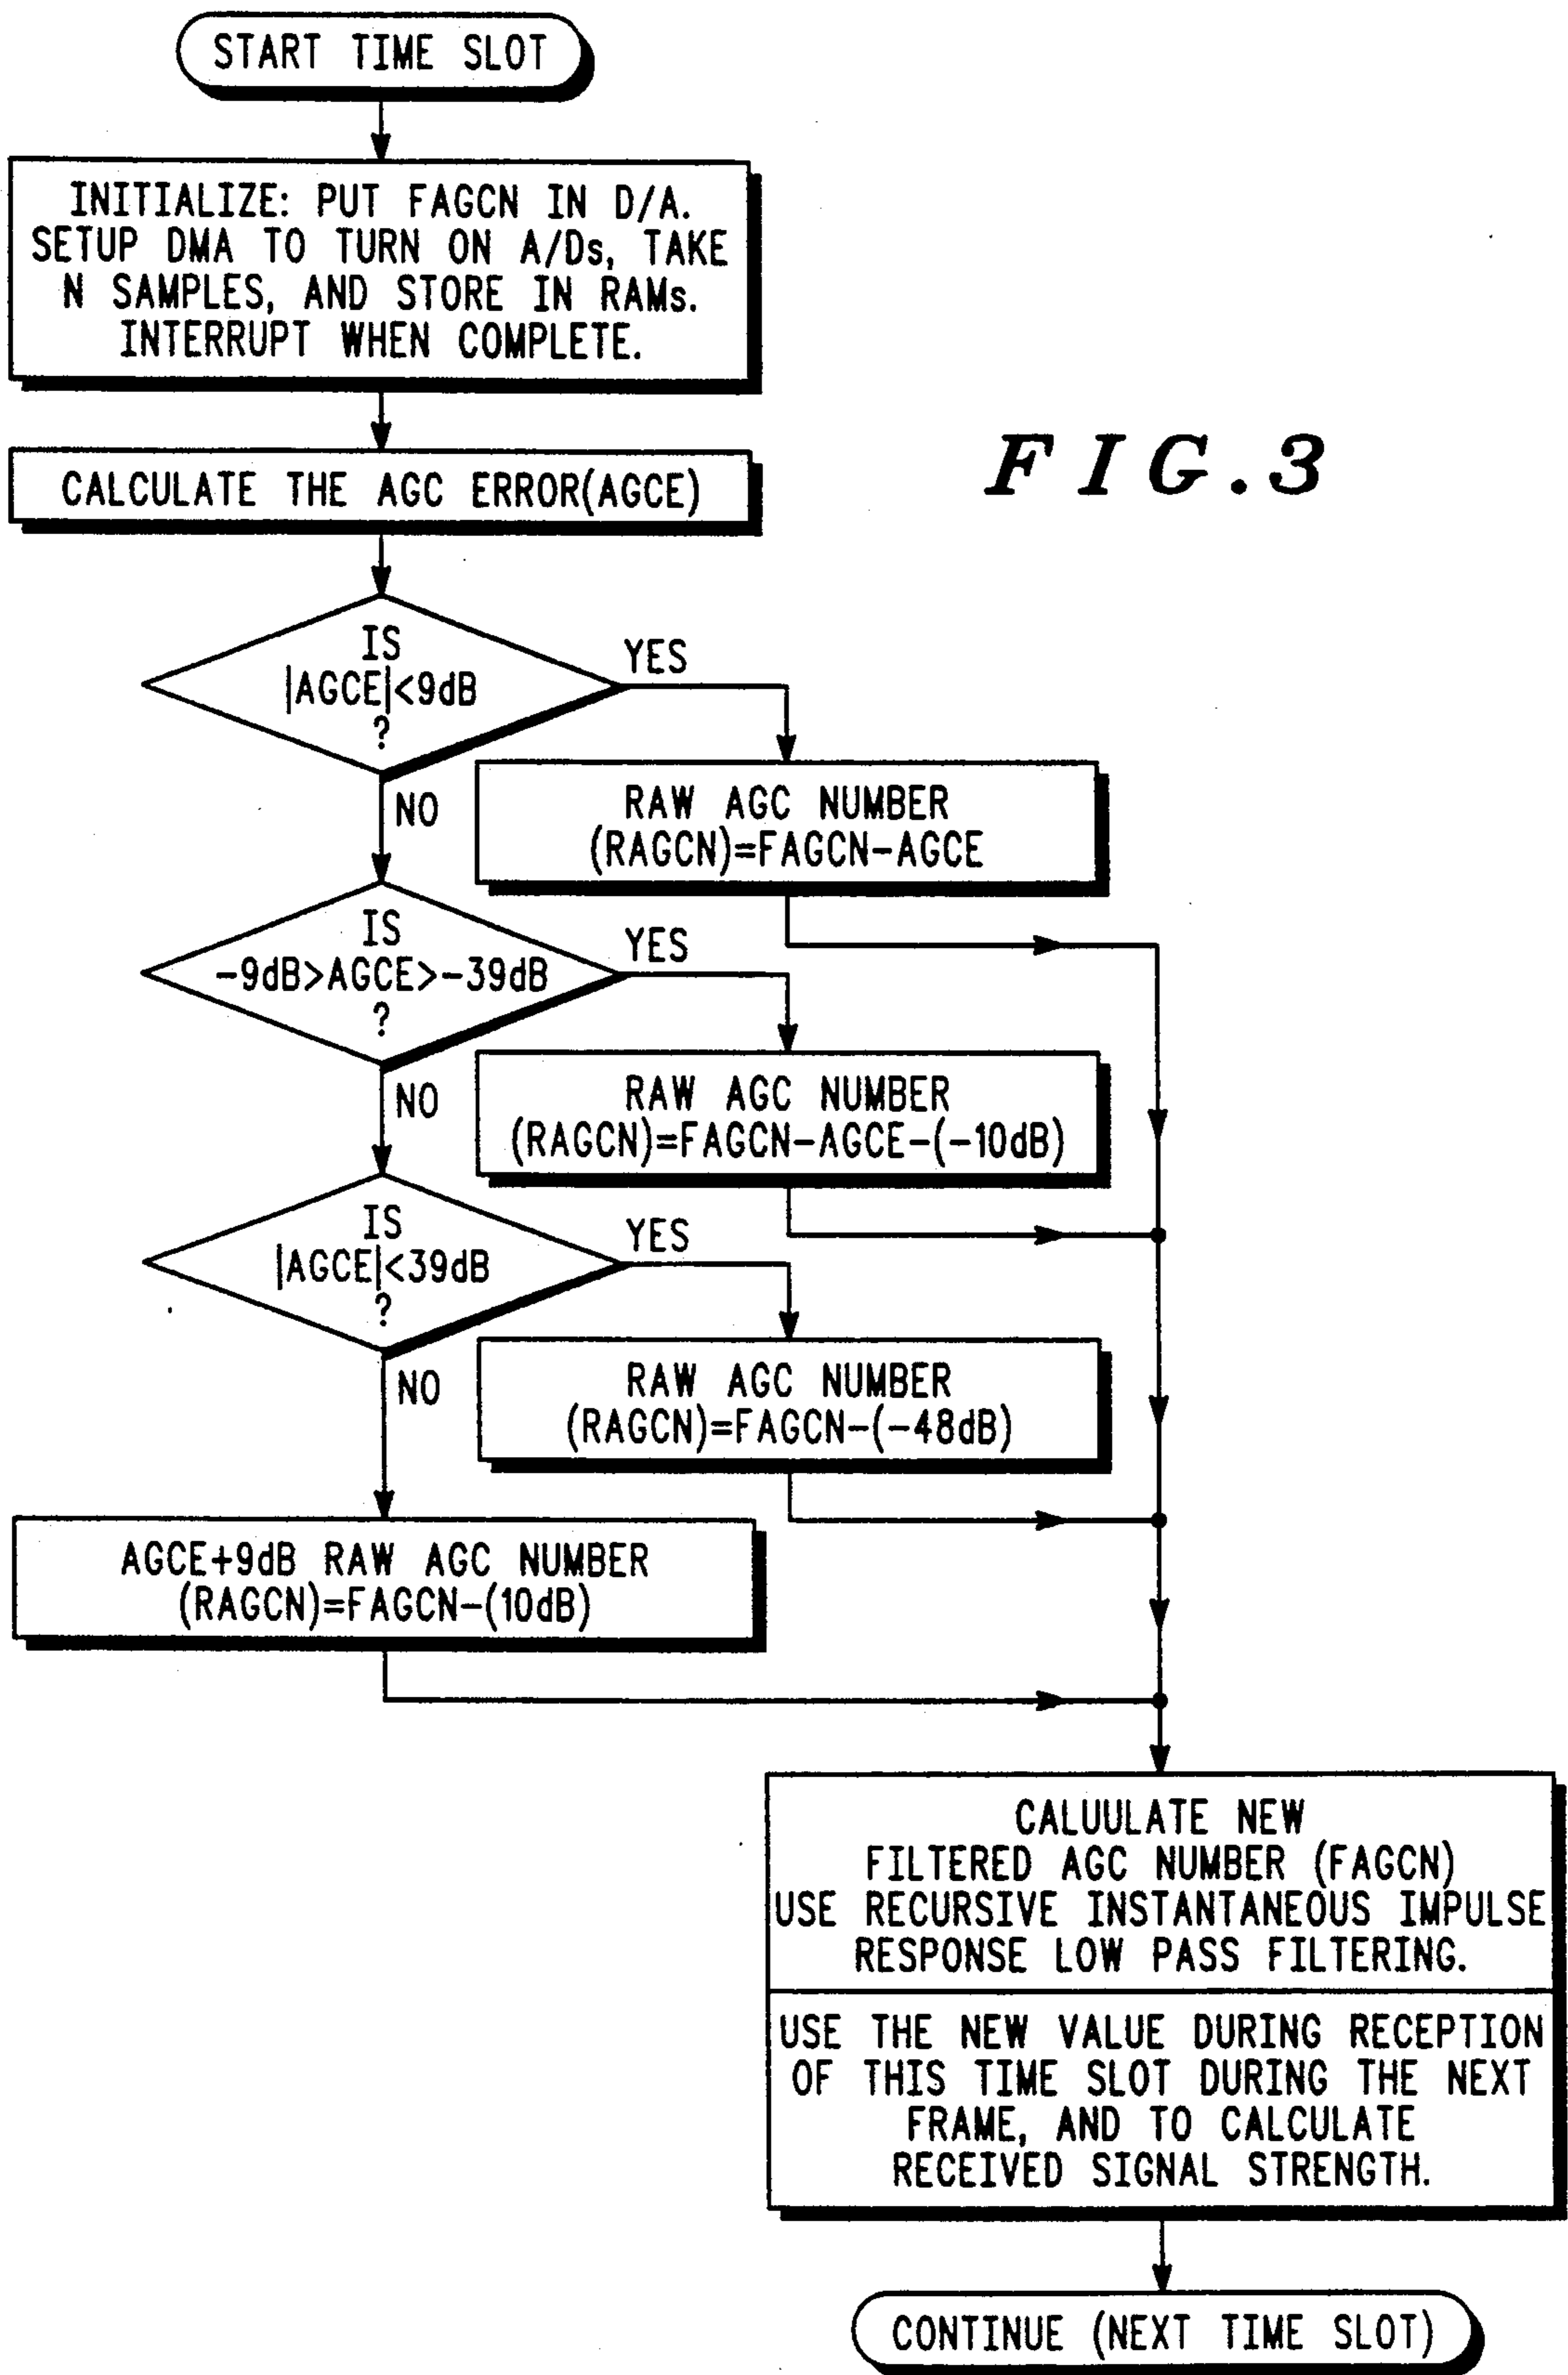 START TIME SLOT
INITIALIZE: PUT FAGCN IN D/A.
SETUP DMA TO TURN ON A/Ds, TAKE
N SAMPLES, AND STORE IN RAMs.
INTERRUPT WHEN COMPLETE.
FIG.3
CALCULATE THE AGC ERROR(AGCE)
IS
|AGCE|<9dB
?
YES
NO
RAW AGC NUMBER
(RAGCN)=FAGCN-AGCE
IS
-9dB>AGCE>-39dB
?
YES
NO
RAW AGC NUMBER
(RAGCN)=FAGCN-AGCE-(-10dB)
IS
|AGCE|<39dB
?
YES
NO
RAW AGC NUMBER
(RAGCN)=FAGCN-(-48dB)
AGCE+9dB RAW AGC NUMBER
(RAGCN)=FAGCN-(10dB)
CALUULATE NEW
FILTERED AGC NUMBER (FAGCN)
USE RECURSIVE INSTANTANEOUS IMPULSE
RESPONSE LOW PASS FILTERING.
USE THE NEW VALUE DURING RECEPTION
OF THIS TIME SLOT DURING THE NEXT
FRAME, AND TO CALCULATE
RECEIVED SIGNAL STRENGTH.
CONTINUE (NEXT TIME SLOT)